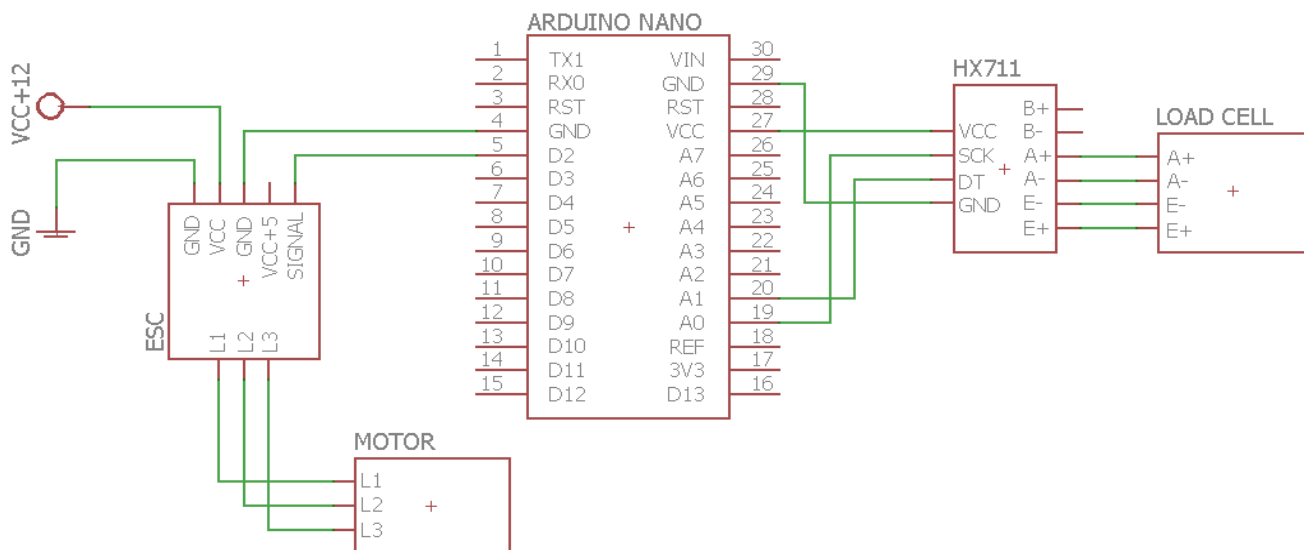 ARDUINO NANO
1 TX1 VIN 30
2 RX0 GND 29
3 RST RST 28
4 GND VCC 27
5 D2 A7 26
6 D3 A6 25
7 D4 A5 24
8 D5 A4 23
9 D6 A3 22
10 D7 A2 21
11 D8 A1 20
12 D9 A0 19
13 D10 REF 18
14 D11 3V3 17
15 D12 D13 16
VCC+12
GND
ESC
GND
VCC
GND
VCC+5
SIGNAL
L1
L2
L3
MOTOR
L1
L2
L3
HX711
VCC
SCK
DT
GND
B+
B-
A+
A-
E-
E+
LOAD CELL
A+
A-
E-
E+